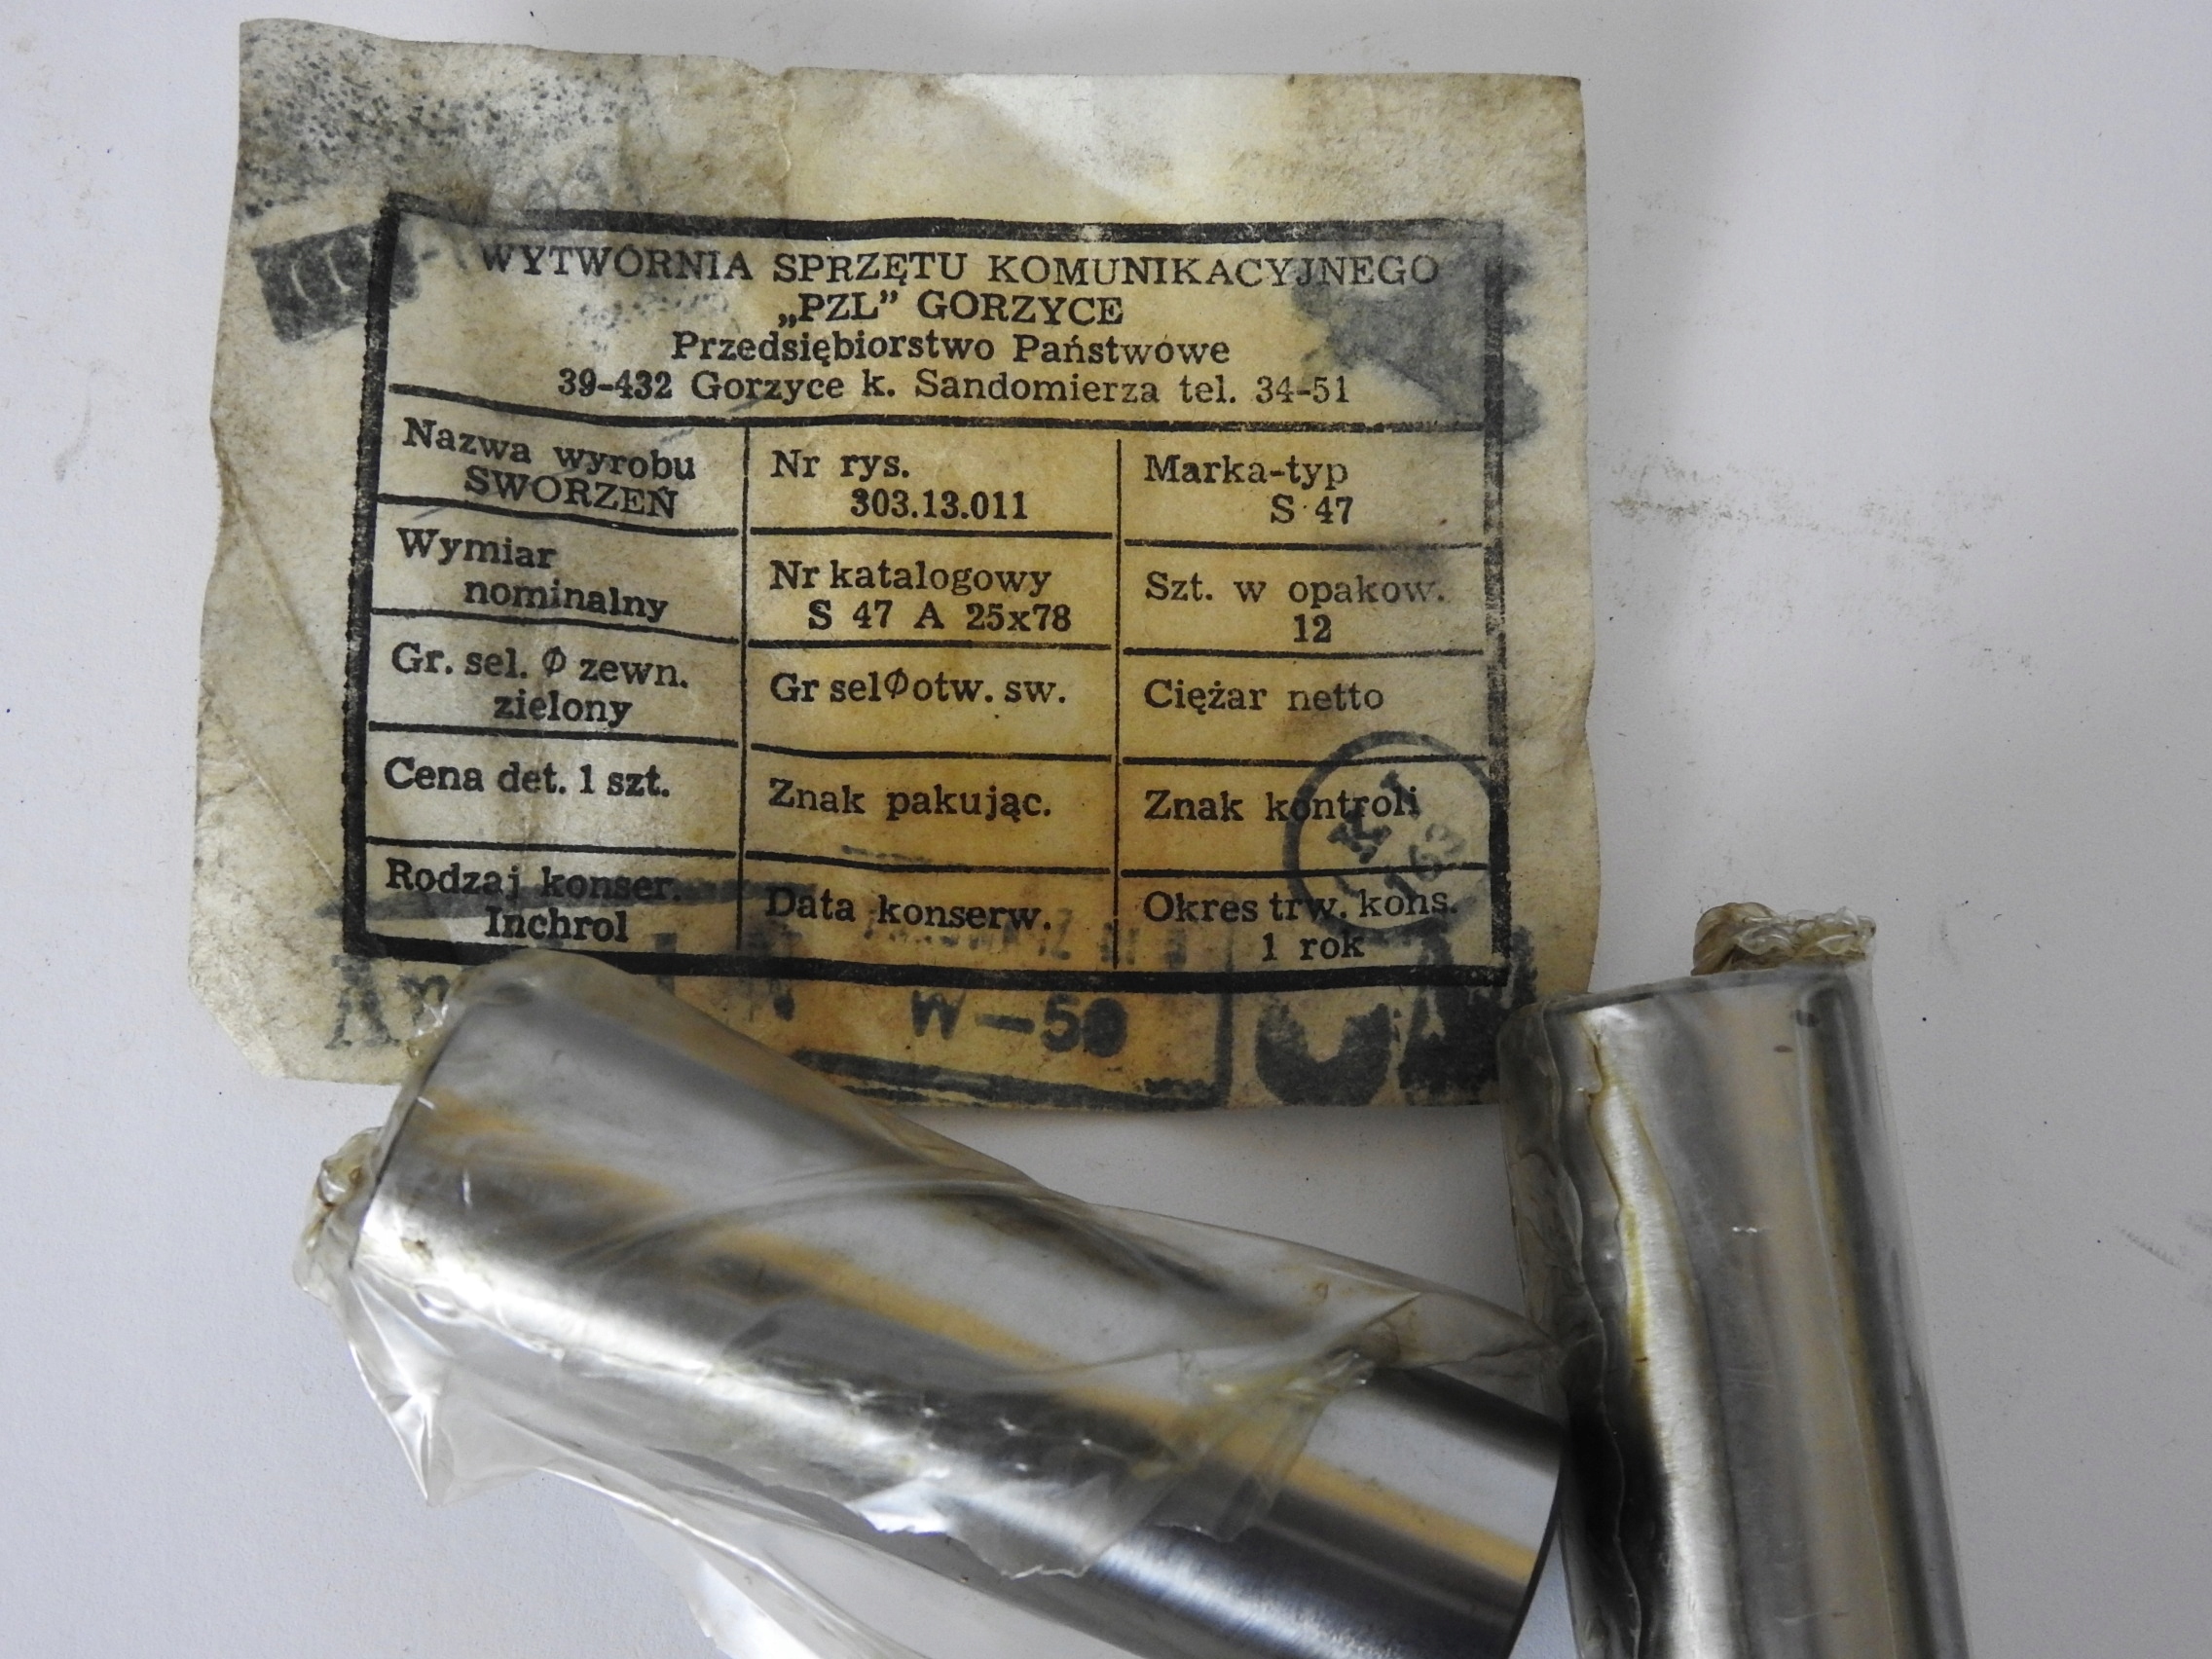 WYTWÓRNIA SPRZĘTU KOMUNIKACYJNEGO
„PZL” GORZYCE
Przedsiębiorstwo Państwowe
39-432 Gorzyce k. Sandomierza tel. 34-51
Nazwa wyrobu
SWORZEŃ
Nr rys.
303.13.011
Marka-typ
S 47
Wymiar
nominalny
Nr katalogowy
S 47 A 25x78
Szt. w opakow.
12
Gr. sel. Ø zewn.
zielony
Gr sel Ø otw. sw.
Ciężar netto
Cena det. 1 szt.
Znak pakując.
Znak kontroli
Rodzaj konser.
Inchrol
Data konserw.
Okres trw. kons.
1 rok
W-50